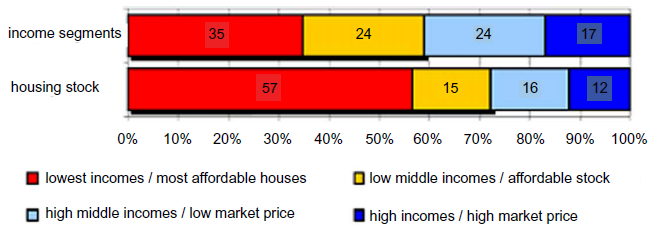 income segments 35 24 24 17
housing stock 57 15 16 12
0% 10% 20% 30% 40% 50% 60% 70% 80% 90% 100%
lowest incomes / most affordable houses low middle incomes / affordable stock
high middle incomes / low market price high incomes / high market price